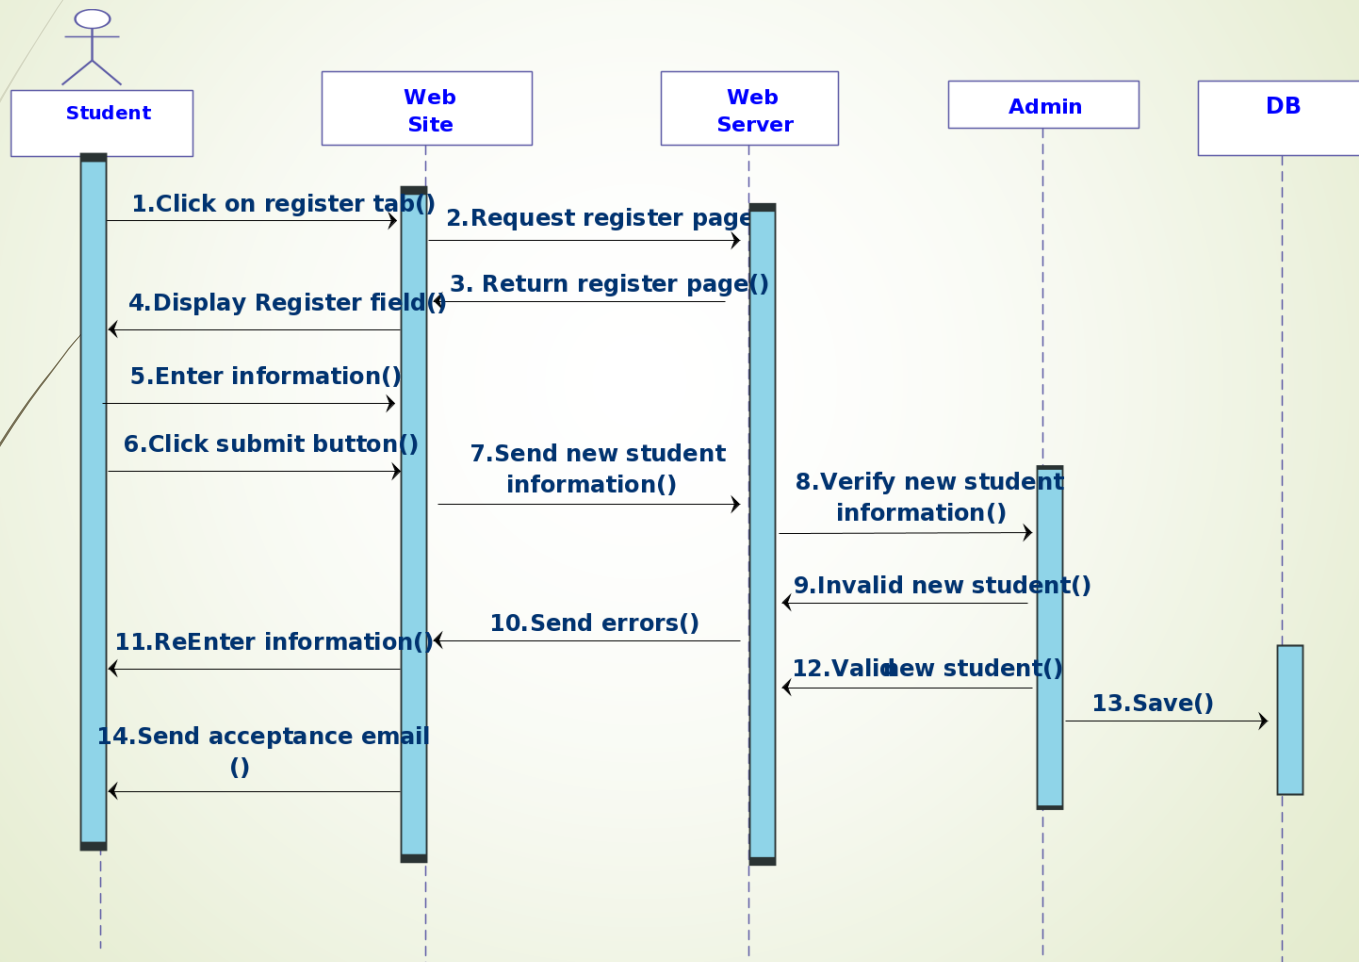 Student
Web
Site
Web
Server
Admin
DB
1.Click on register tab()
2.Request register page
3. Return register page()
4.Display Register field()
5.Enter information()
6.Click submit button()
7.Send new student
information()
8.Verify new student
information()
9.Invalid new student()
10.Send errors()
11.ReEnter information()
12.Valid new student()
13.Save()
14.Send acceptance email
()